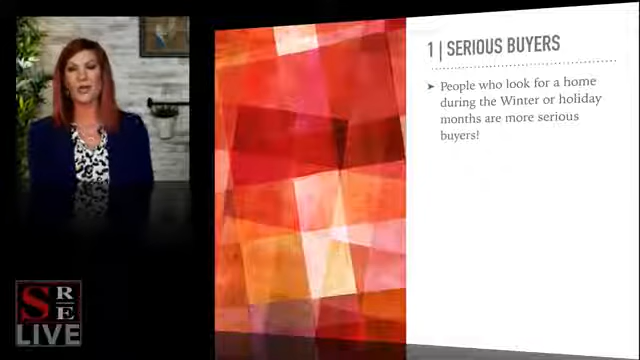 1 | SERIOUS BUYERS
➤ People who look for a home
during the Winter or holiday
months are more serious
buyers!
SRE
LIVE